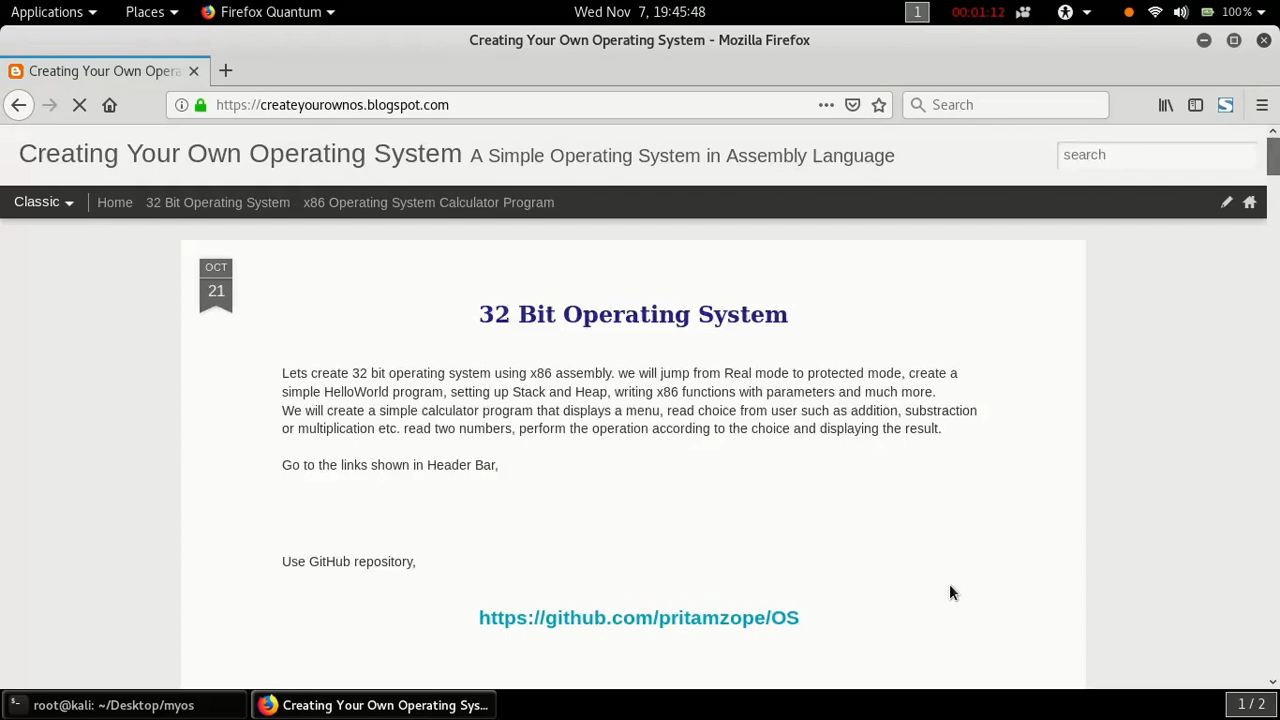 Applications Places Firefox Quantum Wed Nov 7, 19:45:48 1 00:01:12 100%
Creating Your Own Operating System - Mozilla Firefox
Creating Your Own Opera
https://createyourownos.blogspot.com Search
Creating Your Own Operating System A Simple Operating System in Assembly Language search
Classic Home 32 Bit Operating System x86 Operating System Calculator Program
OCT
21
32 Bit Operating System
Lets create 32 bit operating system using x86 assembly. we will jump from Real mode to protected mode, create a
simple HelloWorld program, setting up Stack and Heap, writing x86 functions with parameters and much more.
We will create a simple calculator program that displays a menu, read choice from user such as addition, substraction
or multiplication etc. read two numbers, perform the operation according to the choice and displaying the result.
Go to the links shown in Header Bar,
Use GitHub repository,
https://github.com/pritamzope/OS
root@kali: ~/Desktop/myos Creating Your Own Operating Sys... 1 / 2